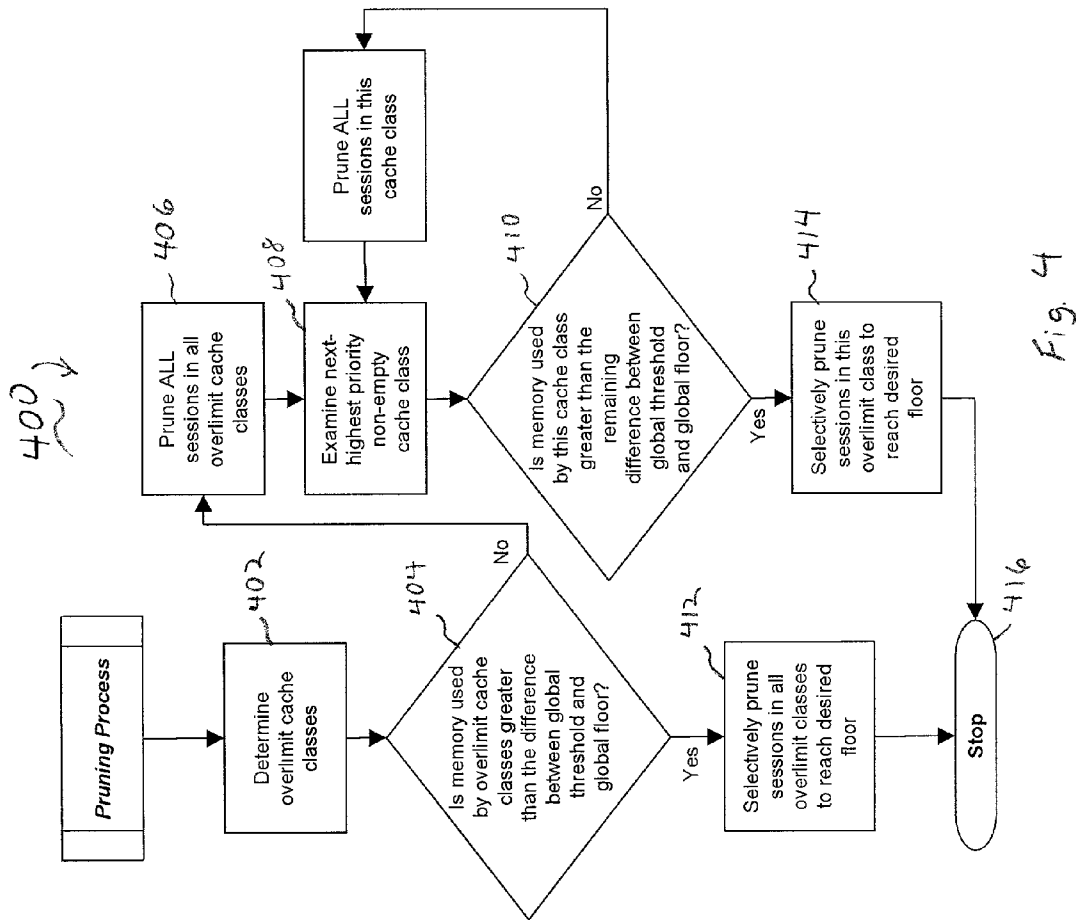 400
Pruning Process
402
Determine
overlimit cache
classes
404
Is memory used
by overlimit cache
classes greater
than the difference
between global
threshold and
global floor?
No
Yes
412
Selectively prune
sessions in all
overlimit classes
to reach desired
floor
406
Prune ALL
sessions in all
overlimit cache
classes
408
Examine next-
highest priority
non-empty
cache class
Prune ALL
sessions in this
cache class
410
Is memory used
by this cache class
greater than the
remaining
difference between
global threshold
and global floor?
No
Yes
414
Selectively prune
sessions in this
overlimit class to
reach desired
floor
416
Stop
Fig. 4